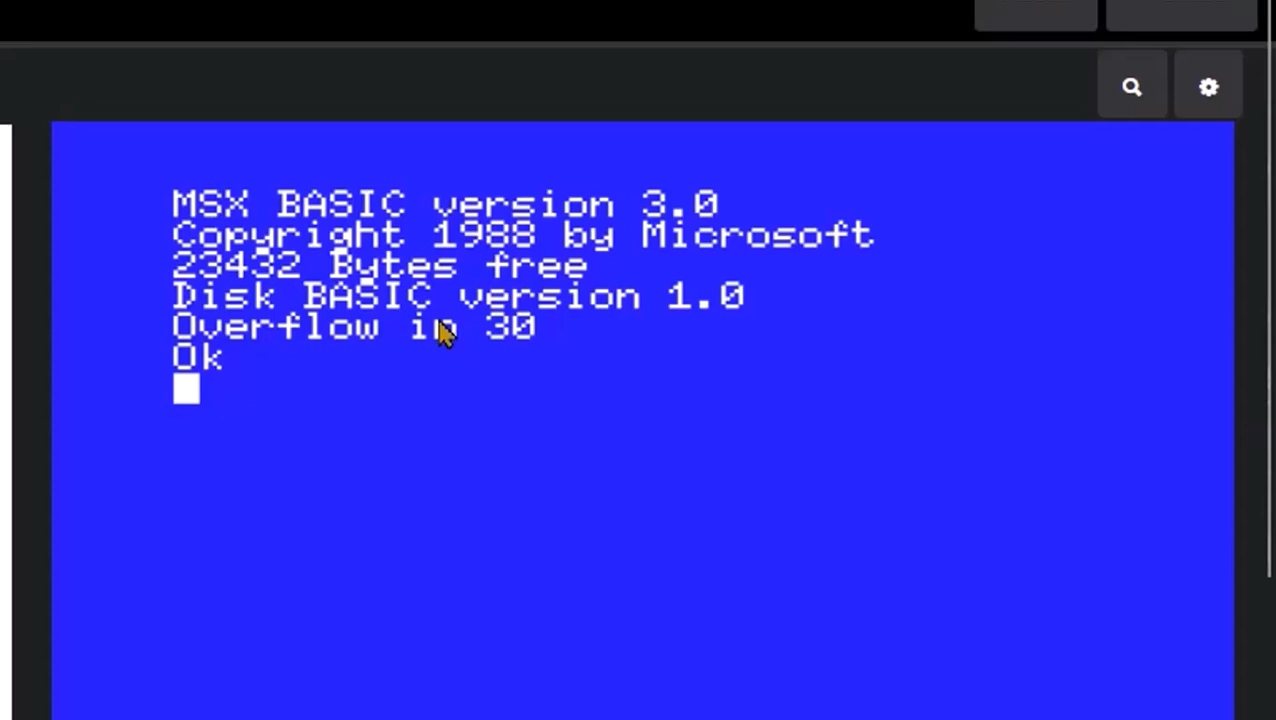 MSX BASIC version 3.0
Copyright 1988 by Microsoft
23432 Bytes free
Disk BASIC version 1.0
Overflow in 30
Ok